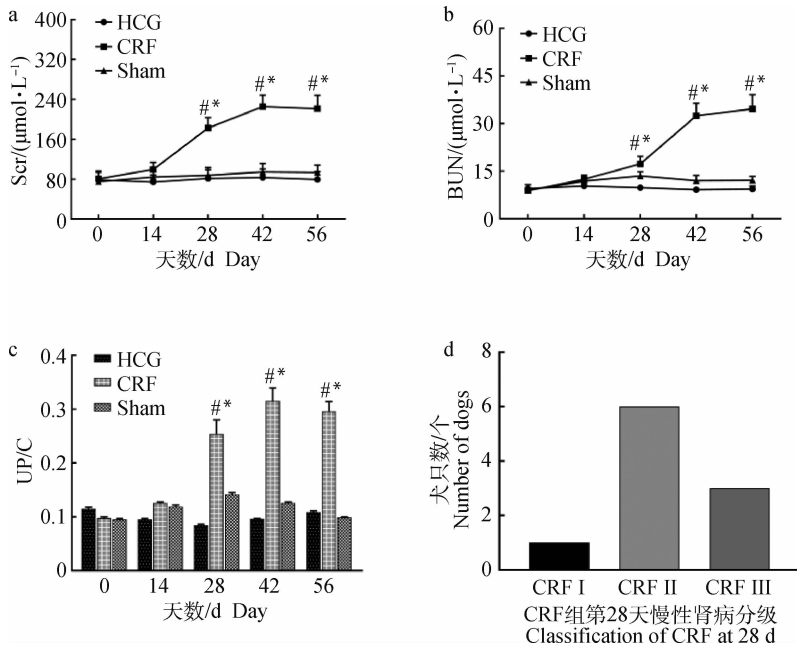 a
400
320
240
160
80
0
Scr/(μmol·L⁻¹)
HCG
CRF
Sham
#*
#*
#*
0 14 28 42 56
天数/d Day
b
60
45
30
15
0
BUN/(μmol·L⁻¹)
HCG
CRF
Sham
#*
#*
#*
0 14 28 42 56
天数/d Day
c
0.4
0.3
0.2
0.1
0
UP/C
HCG
CRF
Sham
#*
#*
#*
0 14 28 42 56
天数/d Day
d
8
6
4
2
0
犬只数/个
Number of dogs
CRF I CRF II CRF III
CRF组第28天慢性肾病分级
Classification of CRF at 28 d